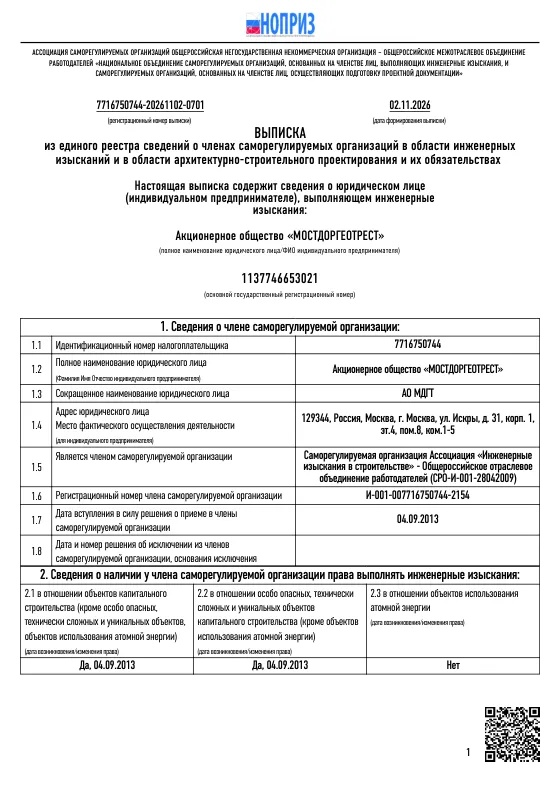 НОПРИЗ
АССОЦИАЦИЯ САМОРЕГУЛИРУЕМЫХ ОРГАНИЗАЦИЙ ОБЩЕРОССИЙСКАЯ НЕГОСУДАРСТВЕННАЯ НЕКОММЕРЧЕСКАЯ ОРГАНИЗАЦИЯ – ОБЩЕРОССИЙСКОЕ МЕЖОТРАСЛЕВОЕ ОБЪЕДИНЕНИЕ
РАБОТОДАТЕЛЕЙ «НАЦИОНАЛЬНОЕ ОБЪЕДИНЕНИЕ САМОРЕГУЛИРУЕМЫХ ОРГАНИЗАЦИЙ, ОСНОВАННЫХ НА ЧЛЕНСТВЕ ЛИЦ, ВЫПОЛНЯЮЩИХ ИНЖЕНЕРНЫЕ ИЗЫСКАНИЯ, И
САМОРЕГУЛИРУЕМЫХ ОРГАНИЗАЦИЙ, ОСНОВАННЫХ НА ЧЛЕНСТВЕ ЛИЦ, ОСУЩЕСТВЛЯЮЩИХ ПОДГОТОВКУ ПРОЕКТНОЙ ДОКУМЕНТАЦИИ»
7716750744-20261102-0701 02.11.2026
(регистрационный номер выписки) (дата формирования выписки)
ВЫПИСКА
из единого реестра сведений о членах саморегулируемых организаций в области инженерных
изысканий и в области архитектурно-строительного проектирования и их обязательствах
Настоящая выписка содержит сведения о юридическом лице
(индивидуальном предпринимателе), выполняющем инженерные
изыскания:
Акционерное общество «МОСТДОРГЕОТРЕСТ»
(полное наименование юридического лица/ФИО индивидуального предпринимателя)
1137746653021
(основной государственный регистрационный номер)
1. Сведения о члене саморегулируемой организации:
1.1 Идентификационный номер налогоплательщика 7716750744
1.2 Полное наименование юридического лица
(Фамилия Имя Отчество индивидуального предпринимателя)
Акционерное общество «МОСТДОРГЕОТРЕСТ»
1.3 Сокращенное наименование юридического лица АО МДГТ
1.4 Адрес юридического лица
Место фактического осуществления деятельности
(для индивидуального предпринимателя)
129344, Россия, Москва, г. Москва, ул. Искры, д. 31, корп. 1,
эт.4, пом.8, ком.1-5
1.5 Является членом саморегулируемой организации
Саморегулируемая организация Ассоциация «Инженерные
изыскания в строительстве» - Общероссийское отраслевое
объединение работодателей (СРО-И-001-28042009)
1.6 Регистрационный номер члена саморегулируемой организации И-001-007716750744-2154
1.7 Дата вступления в силу решения о приеме в члены
саморегулируемой организации
04.09.2013
1.8 Дата и номер решения об исключении из членов
саморегулируемой организации, основания исключения
2. Сведения о наличии у члена саморегулируемой организации права выполнять инженерные изыскания:
2.1 в отношении объектов капитального
строительства (кроме особо опасных,
технически сложных и уникальных объектов,
объектов использования атомной энергии)
(дата возникновения/изменения права)
2.2 в отношении особо опасных, технически
сложных и уникальных объектов
капитального строительства (кроме объектов
использования атомной энергии)
(дата возникновения/изменения права)
2.3 в отношении объектов использования
атомной энергии
(дата возникновения/изменения права)
Да, 04.09.2013 Да, 04.09.2013 Нет
1